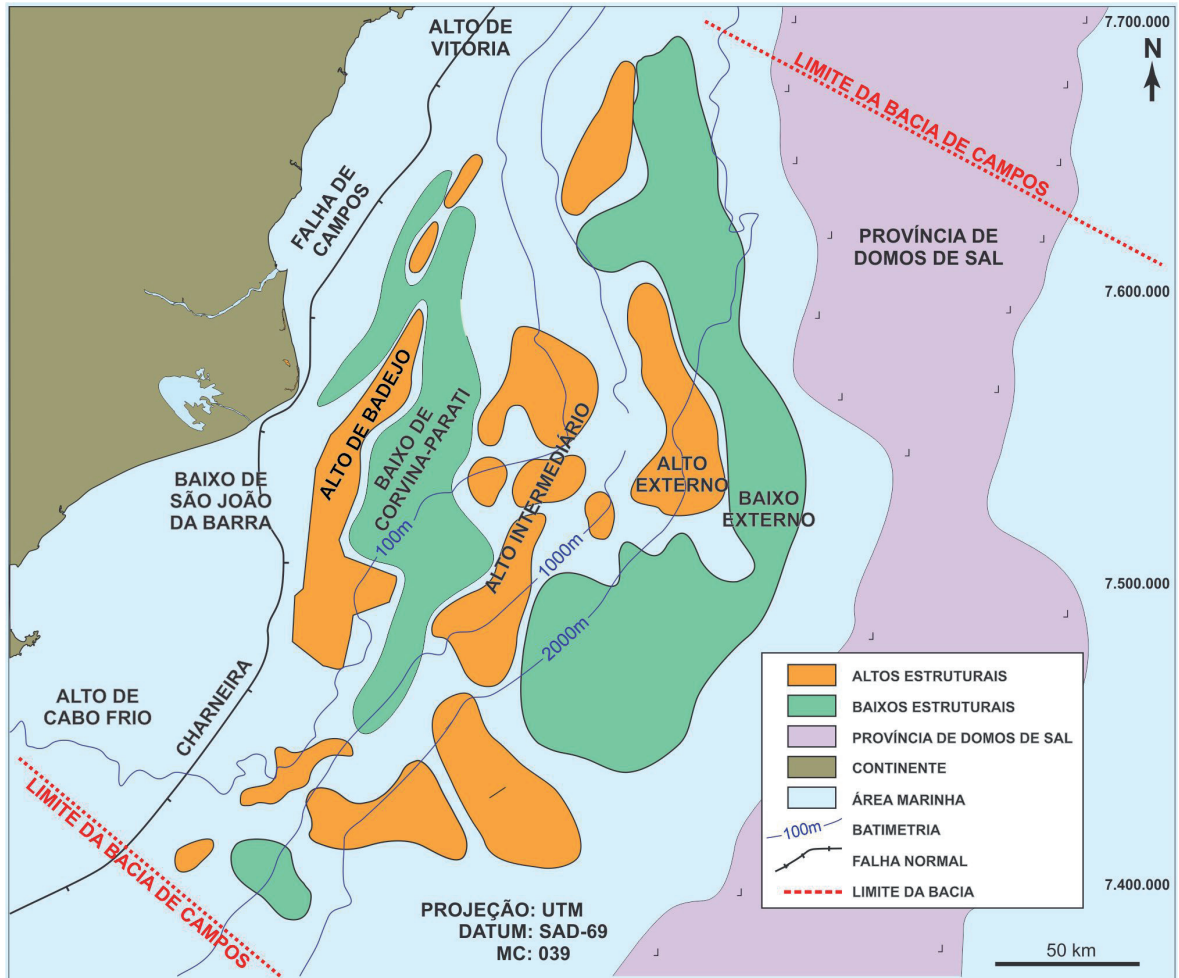 ALTO DE
VITÓRIA
7.700.000
N
LIMITE DA BACIA DE CAMPOS
FALHA DE
CAMPOS
PROVÍNCIA DE
DOMOS DE SAL
7.600.000
ALTO DE BADEJO
BAIXO DE
CORVINA-PARATI
ALTO INTERMEDIÁRIO
ALTO
EXTERNO
BAIXO
EXTERNO
BAIXO DE
SÃO JOÃO
DA BARRA
100m
1000m
2000m
7.500.000
ALTO DE
CABO FRIO
CHARNEIRA
LIMITE DA BACIA DE CAMPOS
ALTOS ESTRUTURAIS
BAIXOS ESTRUTURAIS
PROVÍNCIA DE DOMOS DE SAL
CONTINENTE
ÁREA MARINHA
100m
BATIMETRIA
FALHA NORMAL
LIMITE DA BACIA
7.400.000
PROJEÇÃO: UTM
DATUM: SAD-69
MC: 039
50 km